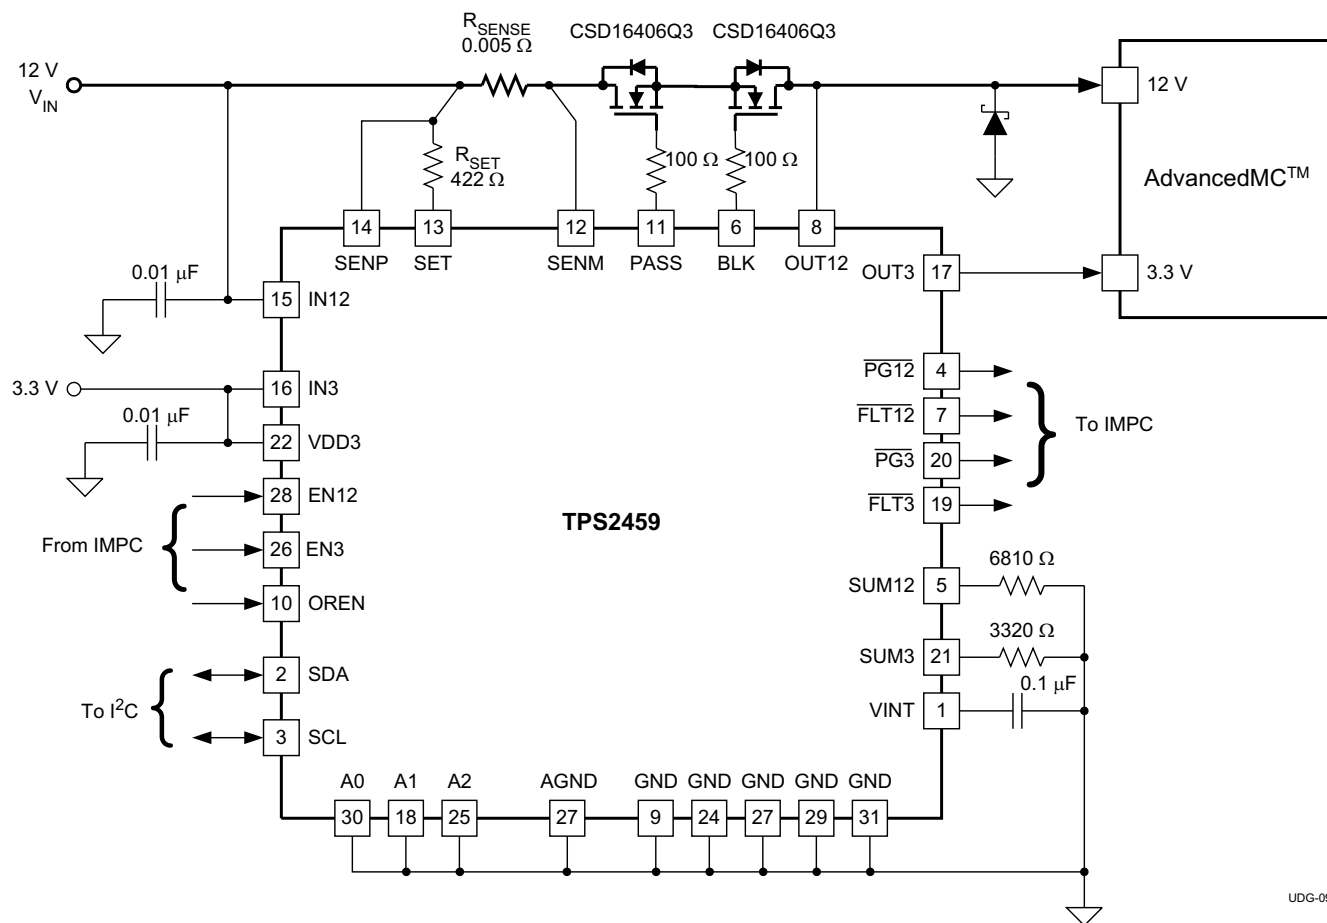 R_SENSE
0.005 Ω
CSD16406Q3 CSD16406Q3
12 V
V_IN
12 V
R_SET
422 Ω
100 Ω 100 Ω
AdvancedMC™
14 13 12 11 6 8
SENP SET SENM PASS BLK OUT12
OUT3 17 3.3 V
0.01 μF
15 IN12
3.3 V
16 IN3
0.01 μF
22 VDD3
PG12 4
FLT12 7
To IMPC
PG3 20
FLT3 19
28 EN12
From IMPC
26 EN3
10 OREN
TPS2459
6810 Ω
SUM12 5
3320 Ω
SUM3 21
0.1 μF
VINT 1
To I²C
2 SDA
3 SCL
A0 A1 A2 AGND GND GND GND GND GND
30 18 25 27 9 24 27 29 31